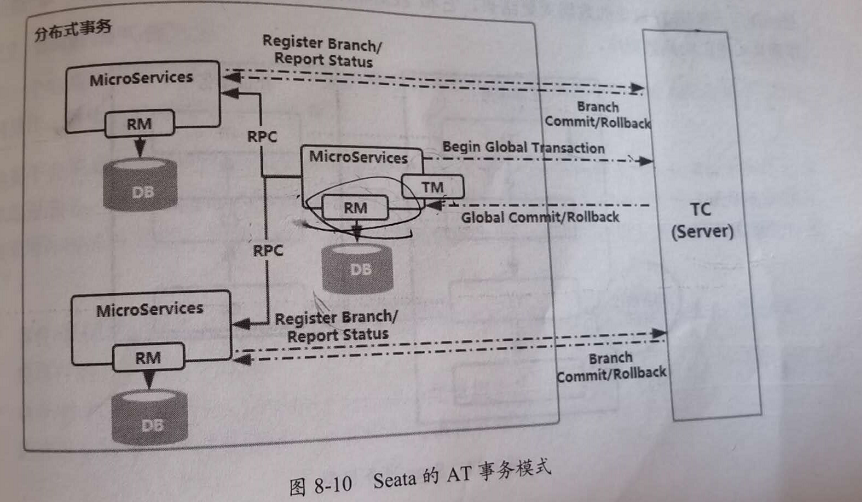 分布式事务
Register Branch/
Report Status
MicroServices
RM
DB
Branch
Commit/Rollback
RPC
MicroServices
Begin Global Transaction
TM
RM
Global Commit/Rollback
TC
(Server)
DB
RPC
MicroServices
Register Branch/
Report Status
RM
Branch
Commit/Rollback
DB
图 8-10 Seata 的 AT 事务模式